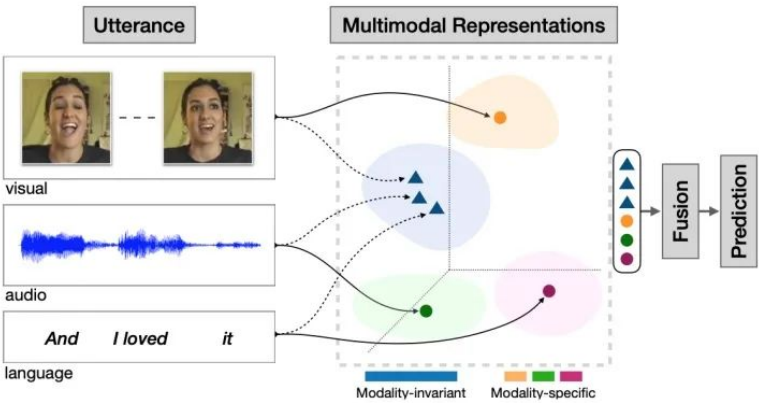 Utterance
Multimodal Representations
visual
audio
And I loved it
language
Fusion
Prediction
Modality-invariant
Modality-specific